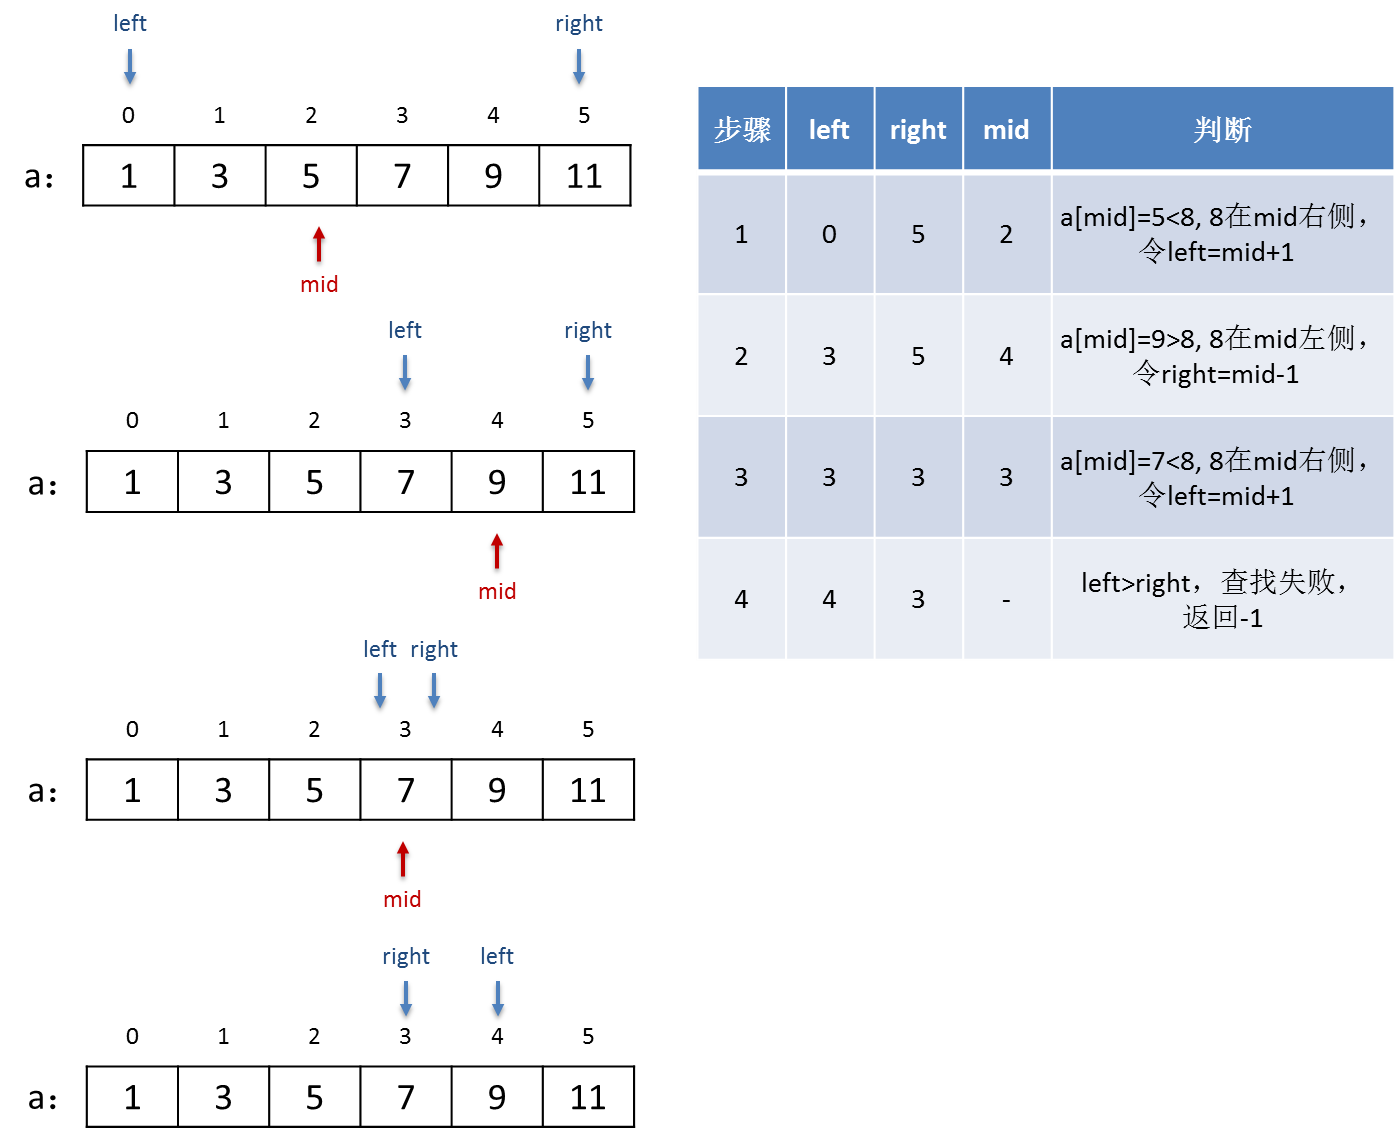 left right
0 1 2 3 4 5
a： 1 3 5 7 9 11
mid
left right
0 1 2 3 4 5
a： 1 3 5 7 9 11
mid
left right
0 1 2 3 4 5
a： 1 3 5 7 9 11
mid
right left
0 1 2 3 4 5
a： 1 3 5 7 9 11
步骤 left right mid 判断
1 0 5 2 a[mid]=5<8, 8在mid右侧，
令left=mid+1
2 3 5 4 a[mid]=9>8, 8在mid左侧，
令right=mid-1
3 3 3 3 a[mid]=7<8, 8在mid右侧，
令left=mid+1
4 4 3 - left>right，查找失败，
返回-1